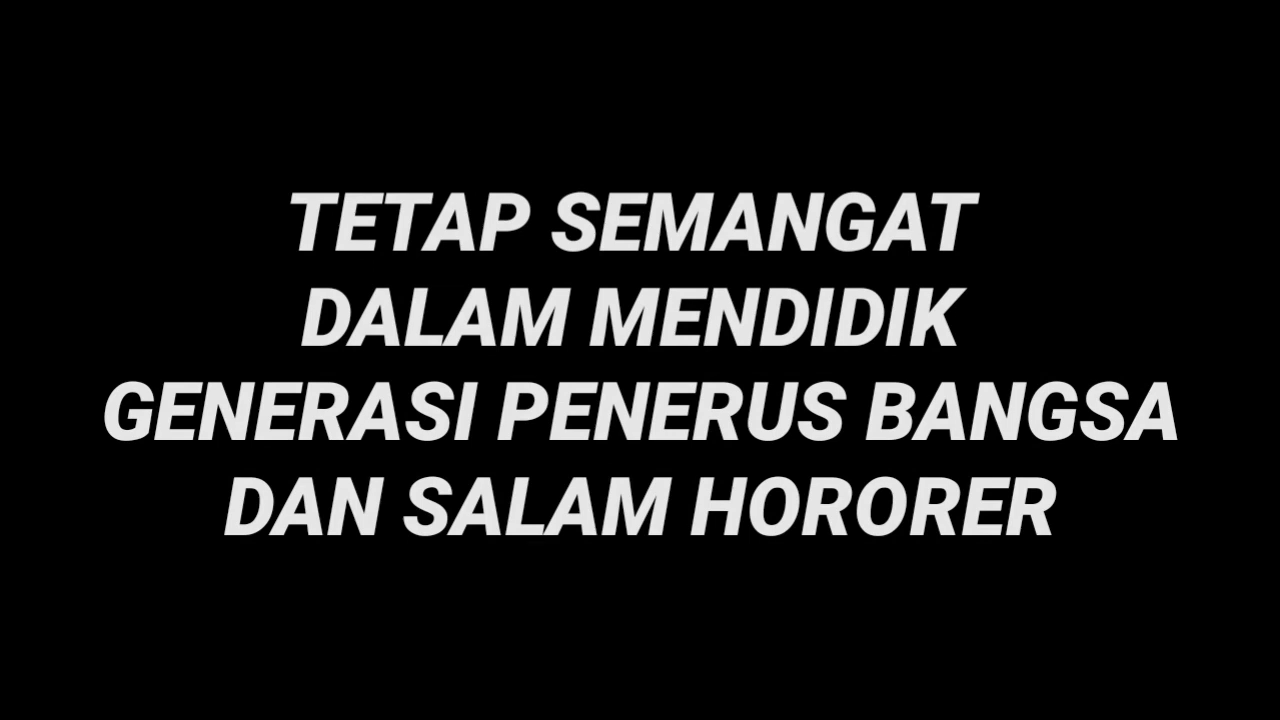 TETAP SEMANGAT
DALAM MENDIDIK
GENERASI PENERUS BANGSA
DAN SALAM HORORER